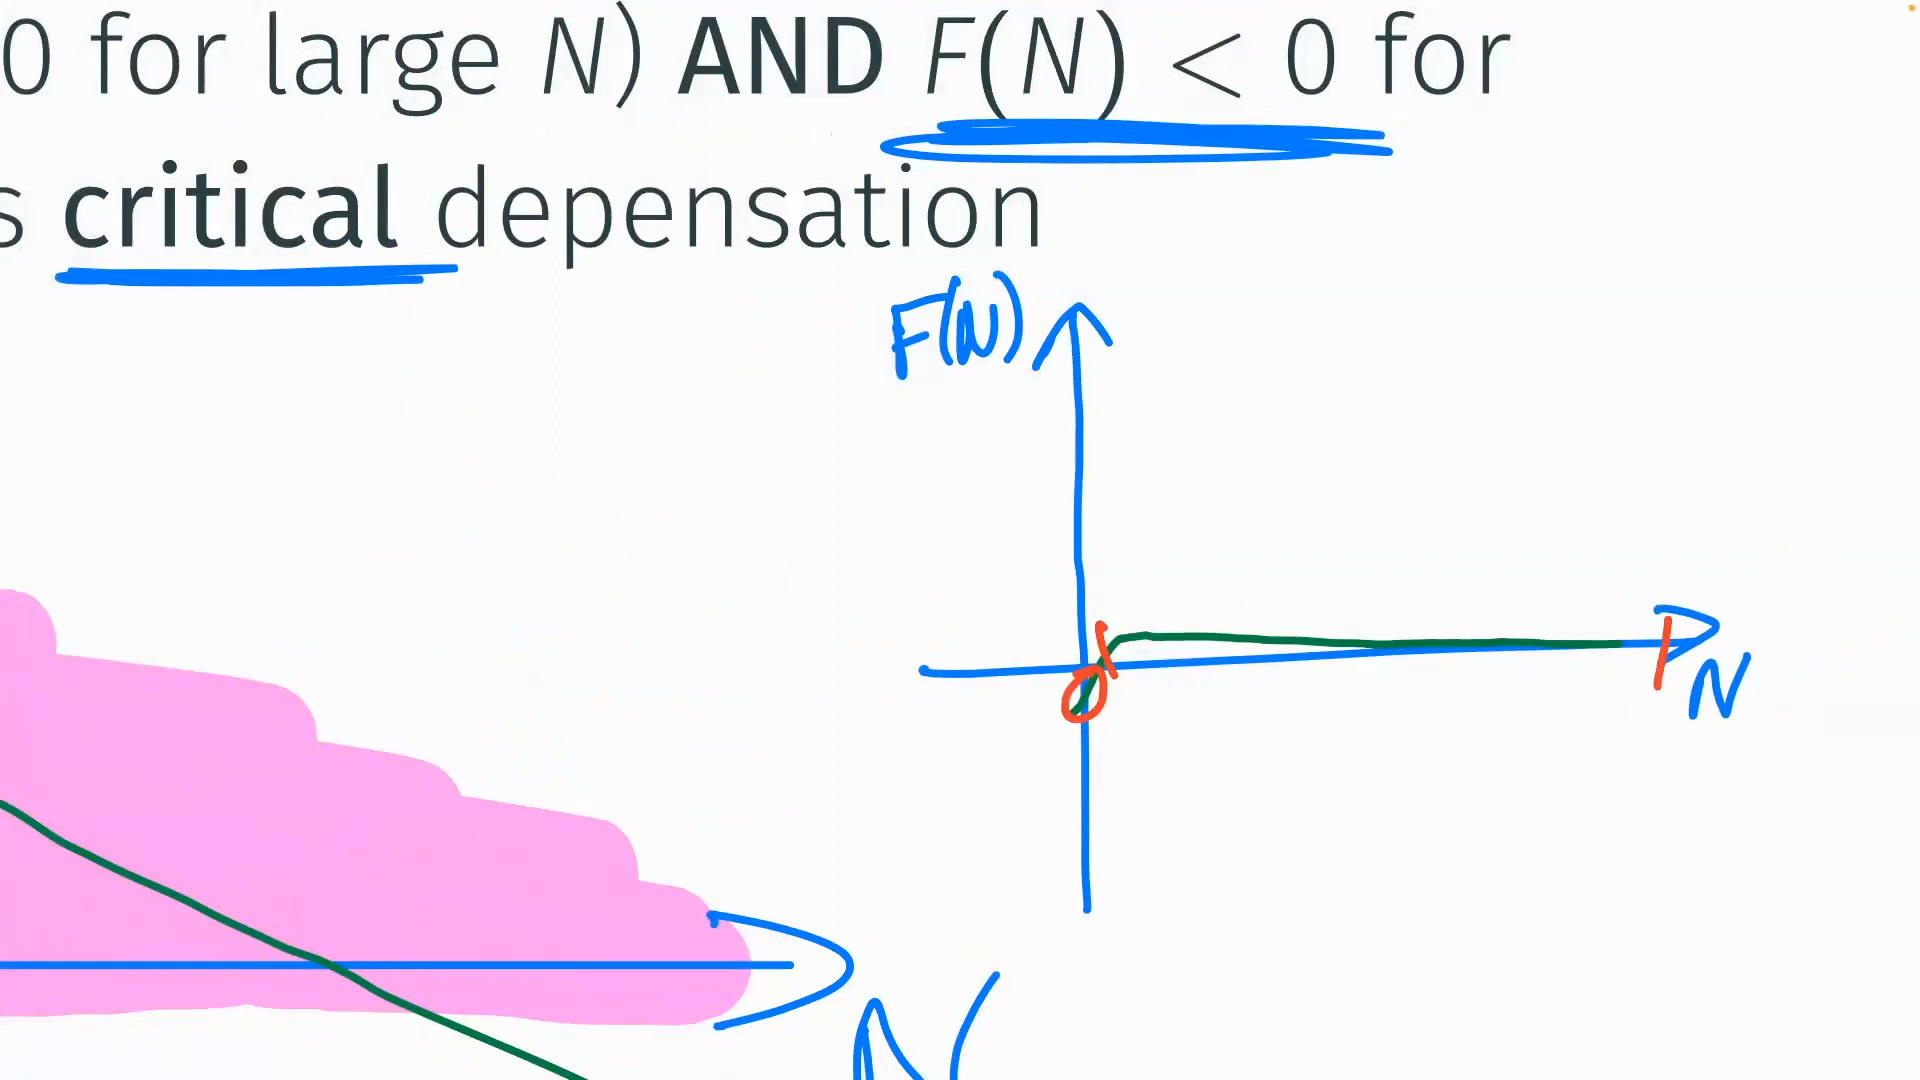 0 for large N) AND F(N) < 0 for
s critical depensation
F(N)
N
N